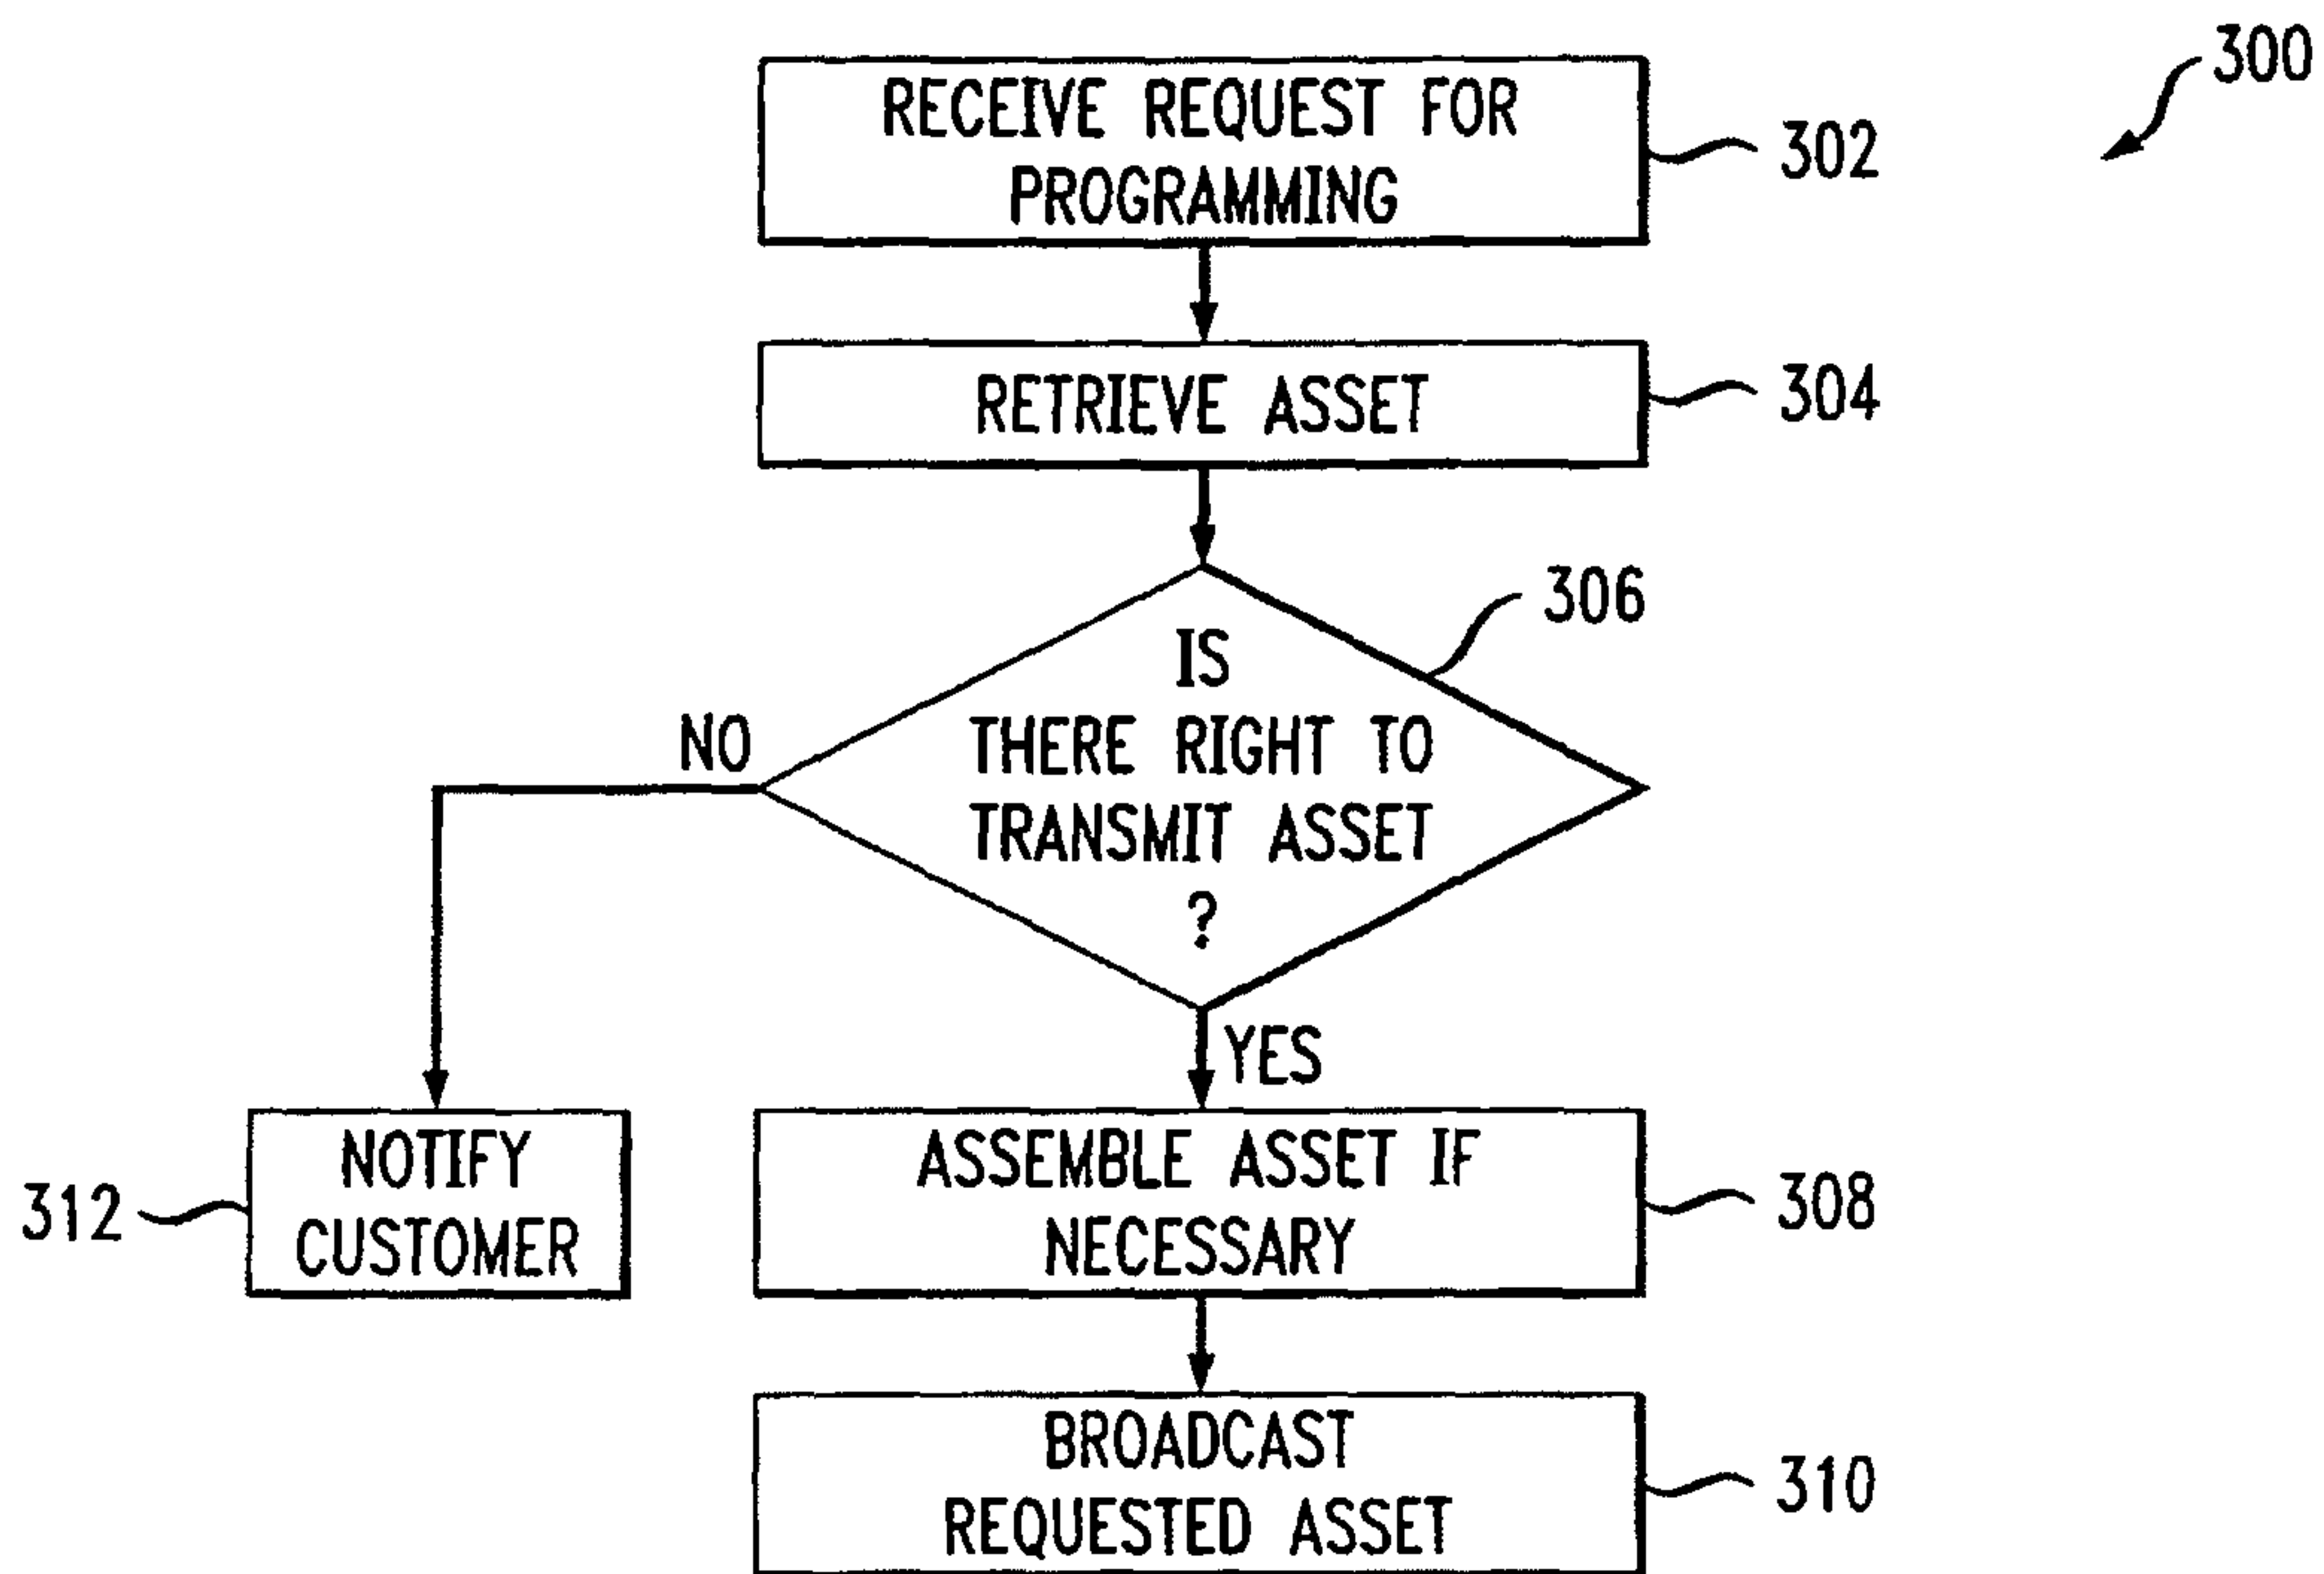 300
RECEIVE REQUEST FOR
PROGRAMMING
302
RETRIEVE ASSET
304
306
IS
THERE RIGHT TO
TRANSMIT ASSET
?
NO
YES
NOTIFY
CUSTOMER
312
ASSEMBLE ASSET IF
NECESSARY
308
BROADCAST
REQUESTED ASSET
310